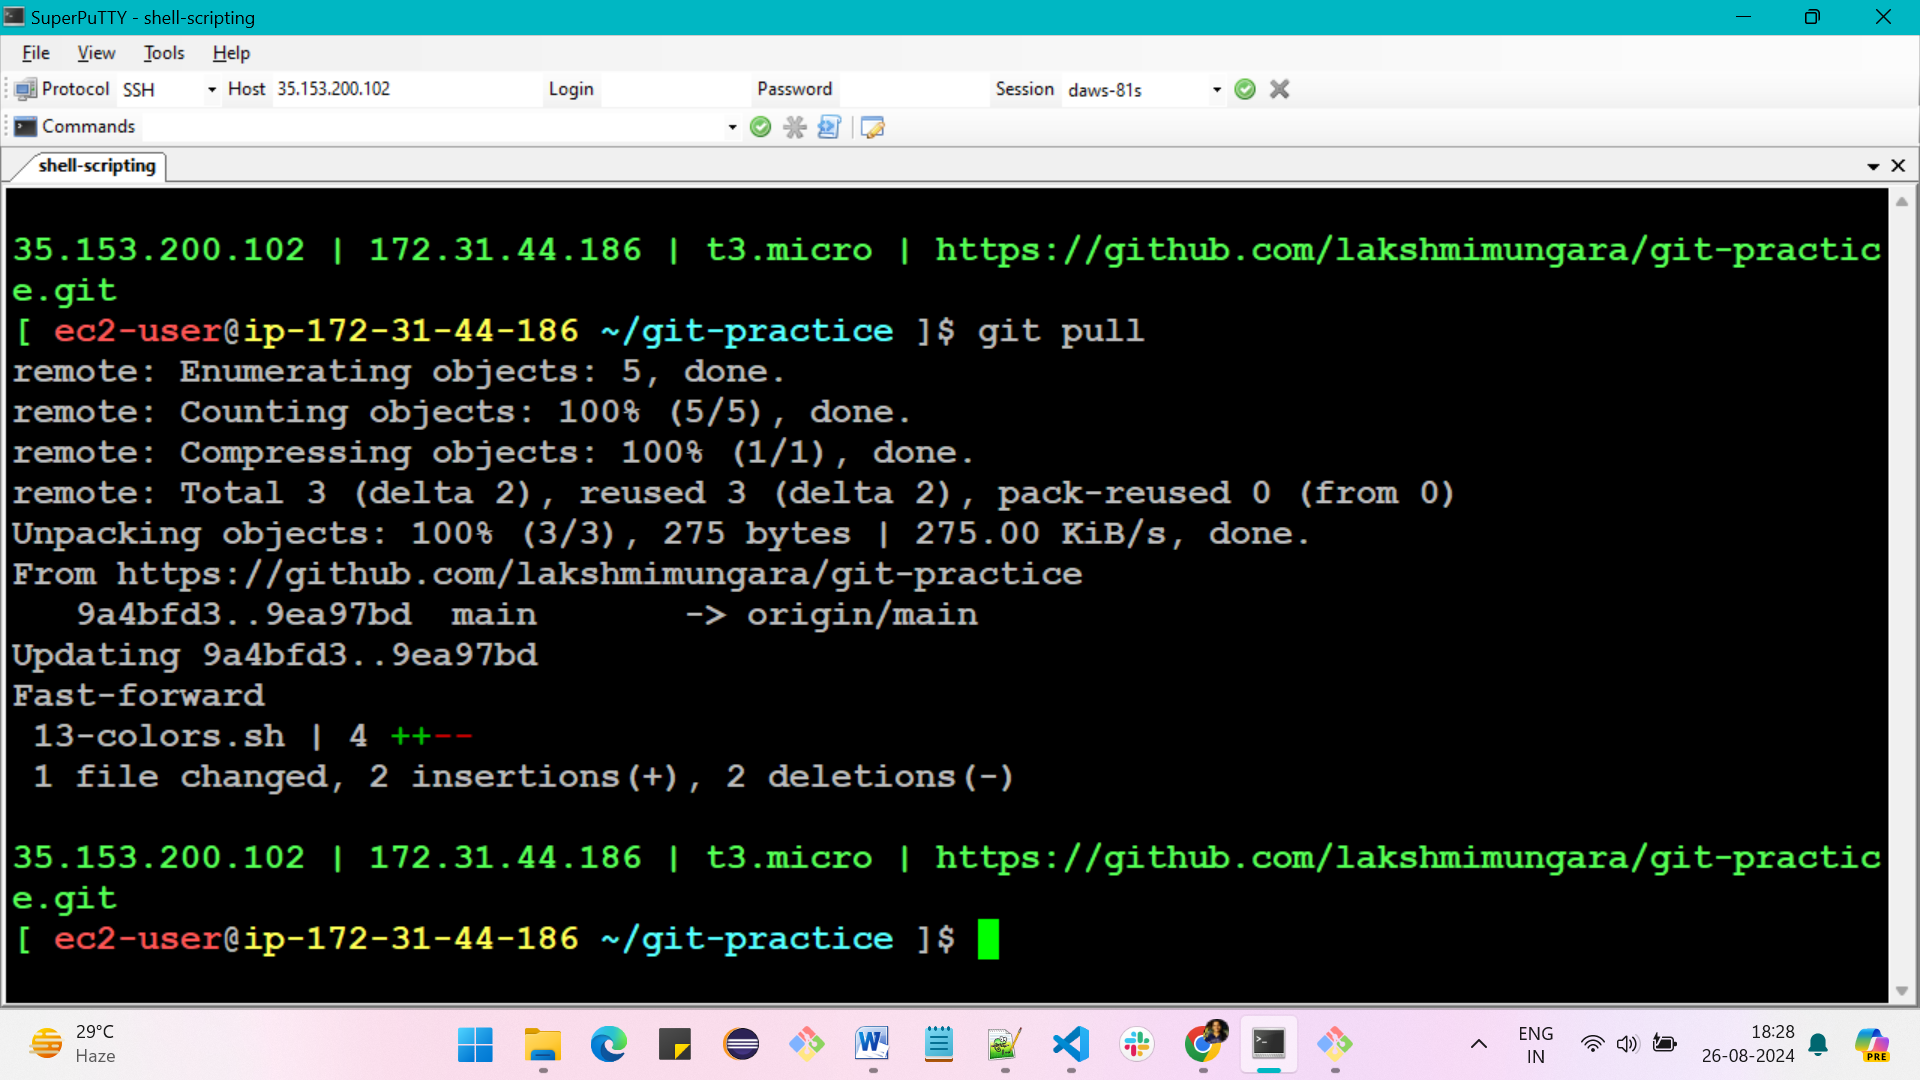 SuperPuTTY - shell-scripting
File View Tools Help
Protocol SSH Host 35.153.200.102 Login Password Session daws-81s
Commands
shell-scripting
35.153.200.102 | 172.31.44.186 | t3.micro | https://github.com/lakshmimungara/git-practic
e.git
[ ec2-user@ip-172-31-44-186 ~/git-practice ]$ git pull
remote: Enumerating objects: 5, done.
remote: Counting objects: 100% (5/5), done.
remote: Compressing objects: 100% (1/1), done.
remote: Total 3 (delta 2), reused 3 (delta 2), pack-reused 0 (from 0)
Unpacking objects: 100% (3/3), 275 bytes | 275.00 KiB/s, done.
From https://github.com/lakshmimungara/git-practice
   9a4bfd3..9ea97bd  main       -> origin/main
Updating 9a4bfd3..9ea97bd
Fast-forward
 13-colors.sh | 4 ++--
 1 file changed, 2 insertions(+), 2 deletions(-)
35.153.200.102 | 172.31.44.186 | t3.micro | https://github.com/lakshmimungara/git-practic
e.git
[ ec2-user@ip-172-31-44-186 ~/git-practice ]$
29°C
Haze
ENG
IN
18:28
26-08-2024
PRE